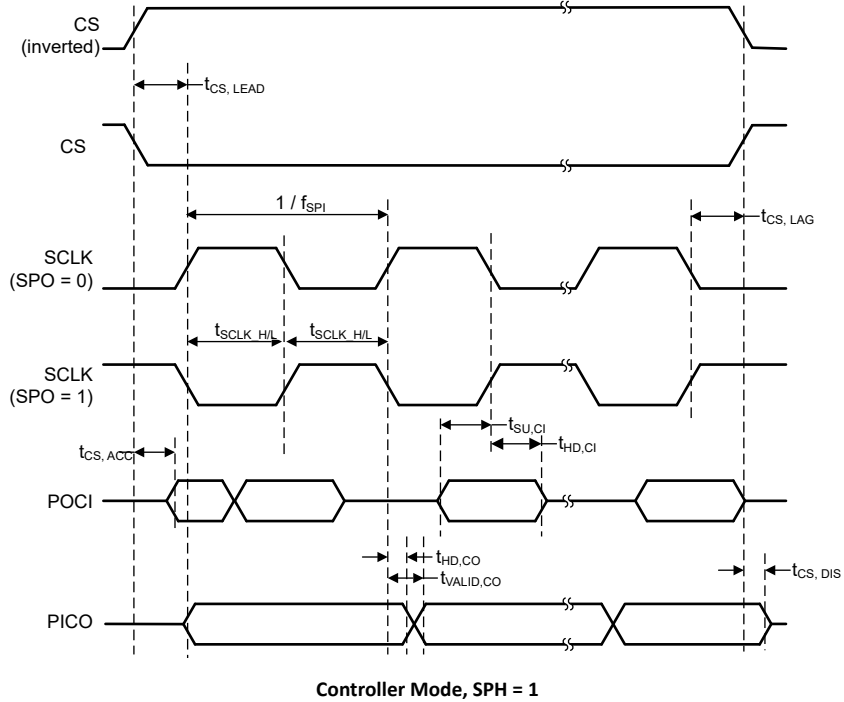 CS
(inverted)
tCS, LEAD
CS
1 / fSPI
tCS, LAG
SCLK
(SPO = 0)
tSCLK_H/L
tSCLK_H/L
SCLK
(SPO = 1)
tSU,CI
tHD,CI
tCS, ACC
POCI
tHD,CO
tVALID,CO
tCS, DIS
PICO
Controller Mode, SPH = 1